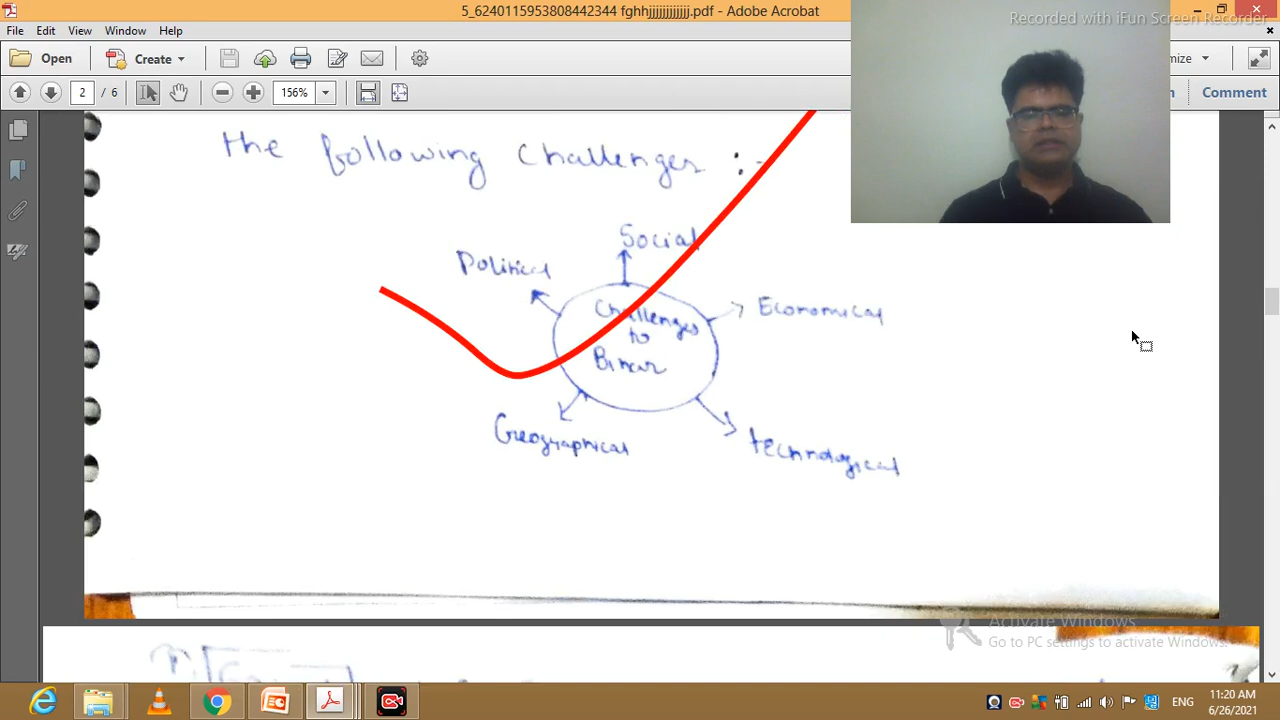 5_6240115953808442344 fghhjjjjjjjjjjjj.pdf - Adobe Acrobat
Recorded with iFun Screen Recorder
File Edit View Window Help
Open Create
2 / 6 156% Comment
the following challenges :-
Social
Political
Economical
Challenges
to
Bihar
Geographical
technological
Activate Windows
Go to PC settings to activate Windows.
ENG
11:20 AM
6/26/2021